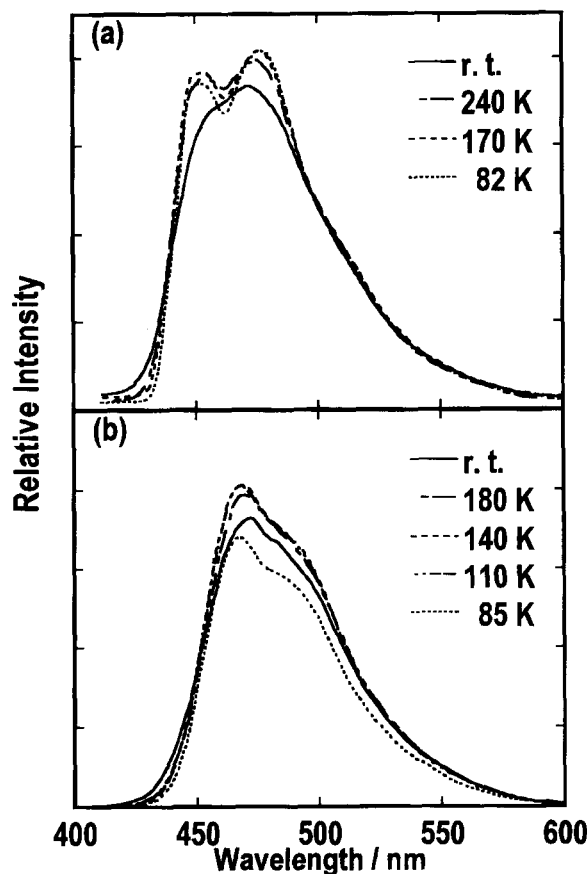 (a)
r. t.
240 K
170 K
82 K
Relative Intensity
(b)
r. t.
180 K
140 K
110 K
85 K
400 450 500 550 600
Wavelength / nm